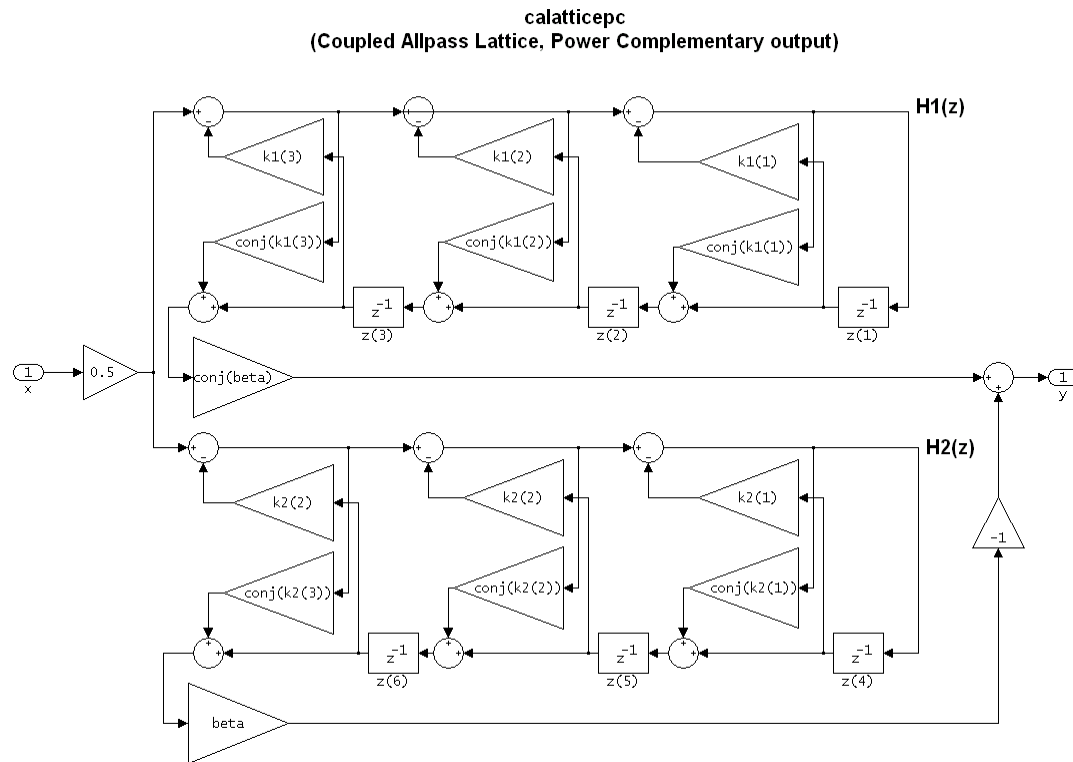 calatticepc
(Coupled Allpass Lattice, Power Complementary output)
H1(z)
k1(3)
k1(2)
k1(1)
conj(k1(3))
conj(k1(2))
conj(k1(1))
z-1
z(3)
z-1
z(2)
z-1
z(1)
1
x
0.5
conj(beta)
1
y
H2(z)
k2(2)
k2(2)
k2(1)
-1
conj(k2(3))
conj(k2(2))
conj(k2(1))
z-1
z(6)
z-1
z(5)
z-1
z(4)
beta